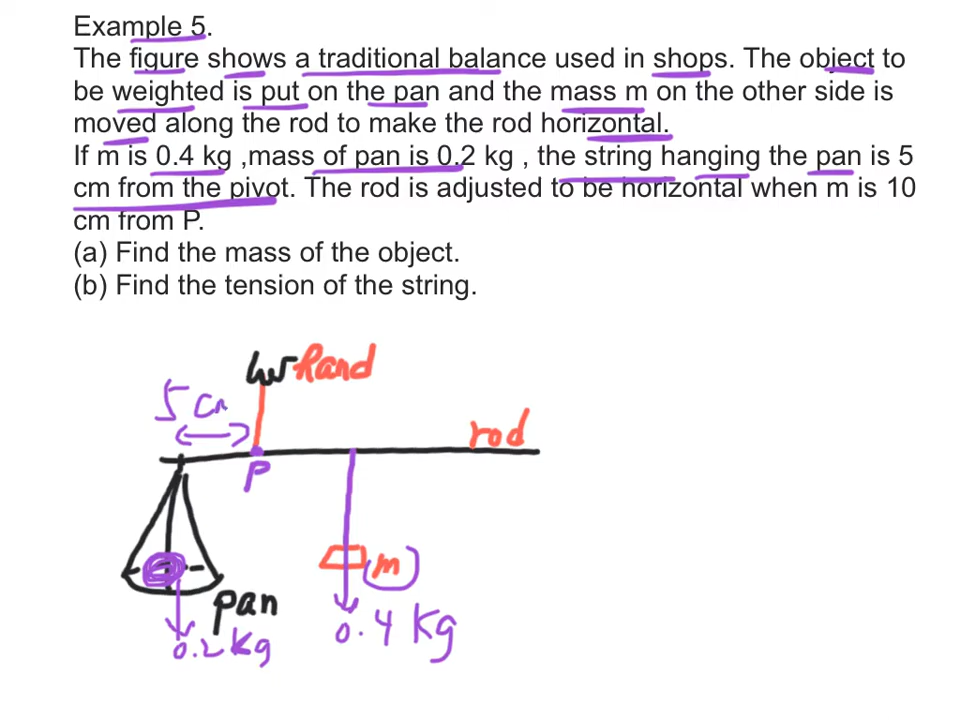 Example 5.
The figure shows a traditional balance used in shops. The object to
be weighted is put on the pan and the mass m on the other side is
moved along the rod to make the rod horizontal.
If m is 0.4 kg ,mass of pan is 0.2 kg , the string hanging the pan is 5
cm from the pivot. The rod is adjusted to be horizontal when m is 10
cm from P.
(a) Find the mass of the object.
(b) Find the tension of the string.
Hand
5 cm
rod
P
m
pan
0.2 kg
0.4 kg